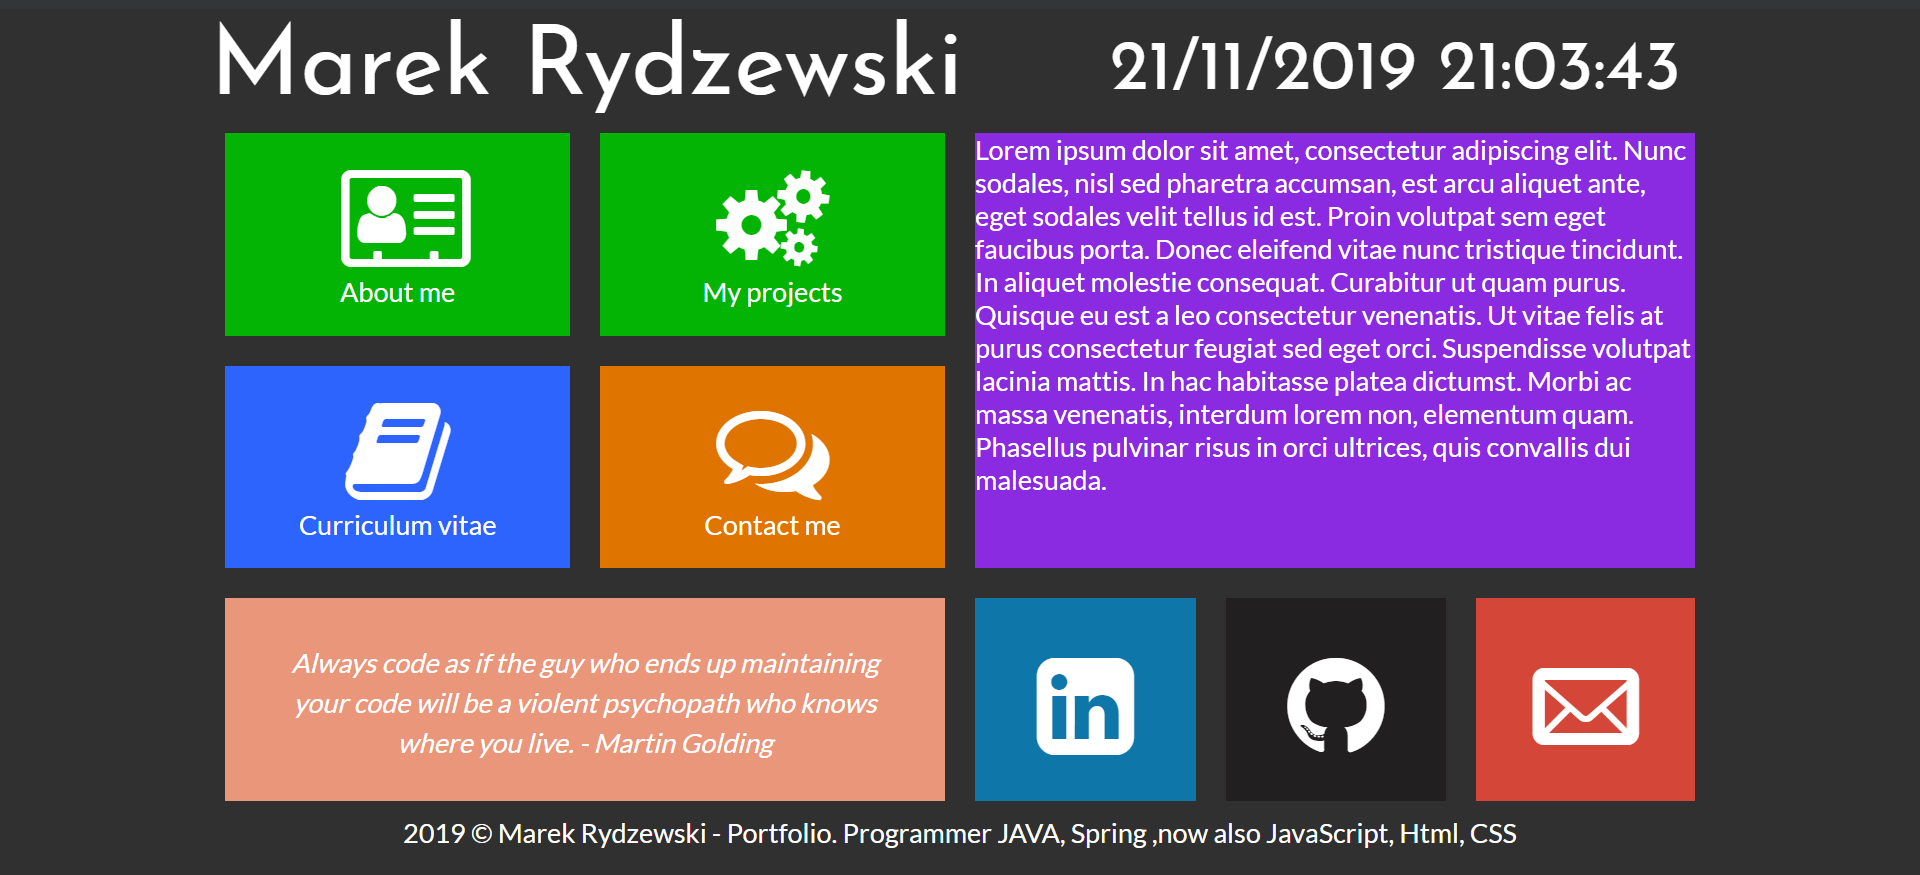 Marek Rydzewski
21/11/2019 21:03:43
About me
My projects
Lorem ipsum dolor sit amet, consectetur adipiscing elit. Nunc
sodales, nisl sed pharetra accumsan, est arcu aliquet ante,
eget sodales velit tellus id est. Proin volutpat sem eget
faucibus porta. Donec eleifend vitae nunc tristique tincidunt.
In aliquet molestie consequat. Curabitur ut quam purus.
Quisque eu est a leo consectetur venenatis. Ut vitae felis at
purus consectetur feugiat sed eget orci. Suspendisse volutpat
lacinia mattis. In hac habitasse platea dictumst. Morbi ac
massa venenatis, interdum lorem non, elementum quam.
Phasellus pulvinar risus in orci ultrices, quis convallis dui
malesuada.
Curriculum vitae
Contact me
Always code as if the guy who ends up maintaining
your code will be a violent psychopath who knows
where you live. - Martin Golding
in
2019 © Marek Rydzewski - Portfolio. Programmer JAVA, Spring ,now also JavaScript, Html, CSS